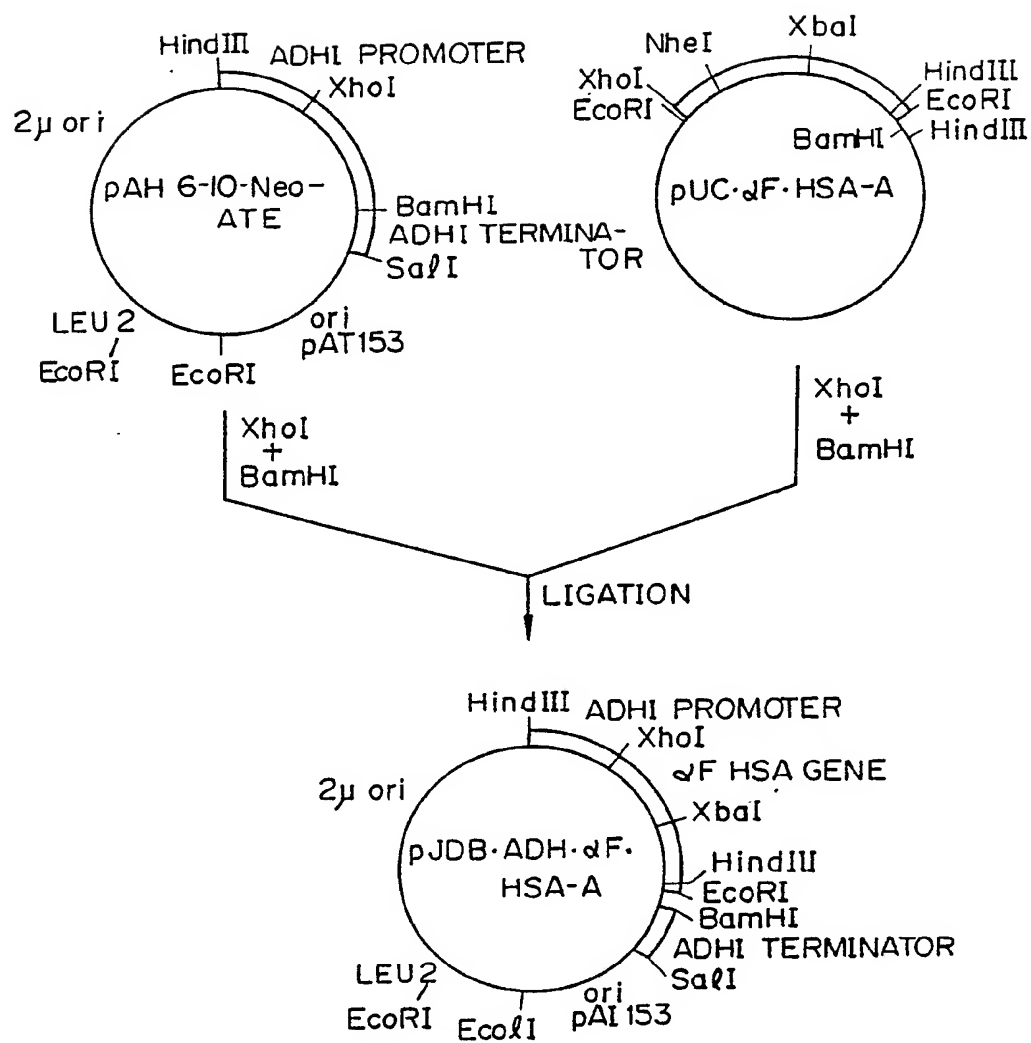 HindIII
ADHI PROMOTER
XhoI
2µ ori
pAH 6-10-Neo-
ATE
BamHI
ADHI TERMINA-
TOR
SalI
ori
pAT153
LEU2
EcoRI
EcoRI
XhoI
+
BamHI
XbaI
NheI
XhoI
EcoRI
HindIII
EcoRI
BamHI
HindIII
pUC·αF·HSA-A
XhoI
+
BamHI
LIGATION
HindIII
ADHI PROMOTER
XhoI
αF HSA GENE
2µ ori
XbaI
pJDB·ADH·αF·
HSA-A
HindIII
EcoRI
BamHI
ADHI TERMINATOR
SalI
LEU2
EcoRI
EcolI
ori
pAI153